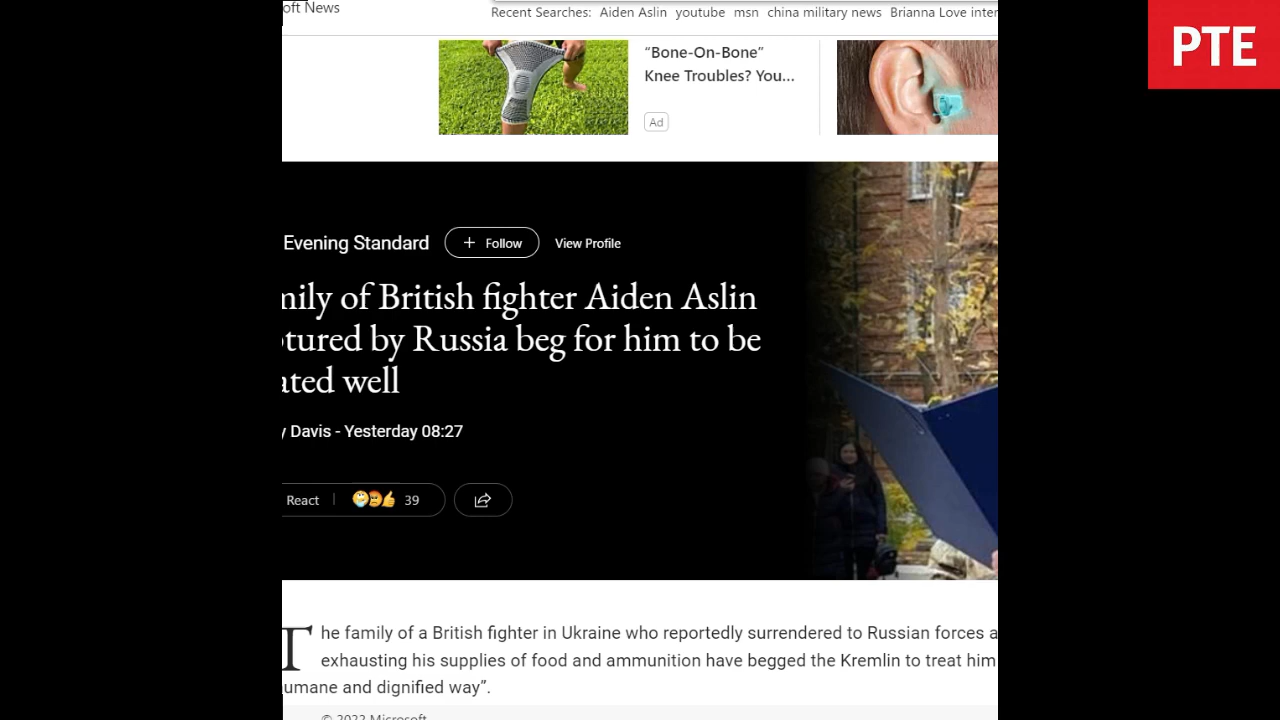 oft News
Recent Searches: Aiden Aslin youtube msn china military news Brianna Love inter
PTE
“Bone-On-Bone”
Knee Troubles? You...
Ad
Evening Standard + Follow View Profile
mily of British fighter Aiden Aslin
tured by Russia beg for him to be
ated well
y Davis - Yesterday 08:27
React 39
The family of a British fighter in Ukraine who reportedly surrendered to Russian forces a
exhausting his supplies of food and ammunition have begged the Kremlin to treat him
umane and dignified way”.
© 2022 Microsoft